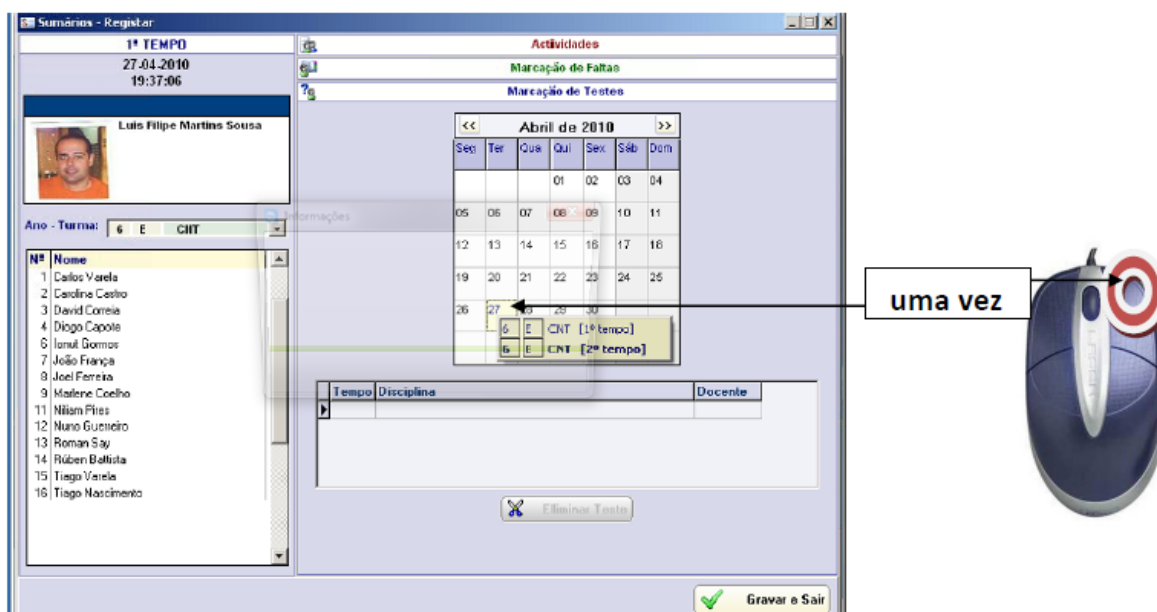 Sumários - Registar
1º TEMPO
27-04-2010
19:37:06
Luis Filipe Martins Sousa
Ano - Turma: 6 E CNT
Nº Nome
1 Carlos Varela
2 Carolina Castro
3 David Correia
4 Diogo Capote
6 Ionut Gormos
7 João França
8 Joel Ferreira
9 Marlene Coelho
11 Niliam Pires
12 Nuno Guerreiro
13 Roman Say
14 Rúben Battista
15 Tiago Varela
16 Tiago Nascimento
Actividades
Marcação de Faltas
Marcação de Testes
<< Abril de 2010 >>
Seg Ter Qua Qui Sex Sáb Dom
01 02 03 04
05 06 07 08 09 10 11
12 13 14 15 16 17 18
19 20 21 22 23 24 25
26 27 28 29 30
6 E CNT [1º tempo]
6 E CNT [2º tempo]
Informações
Tempo Disciplina Docente
Eliminar Teste
Gravar e Sair
uma vez